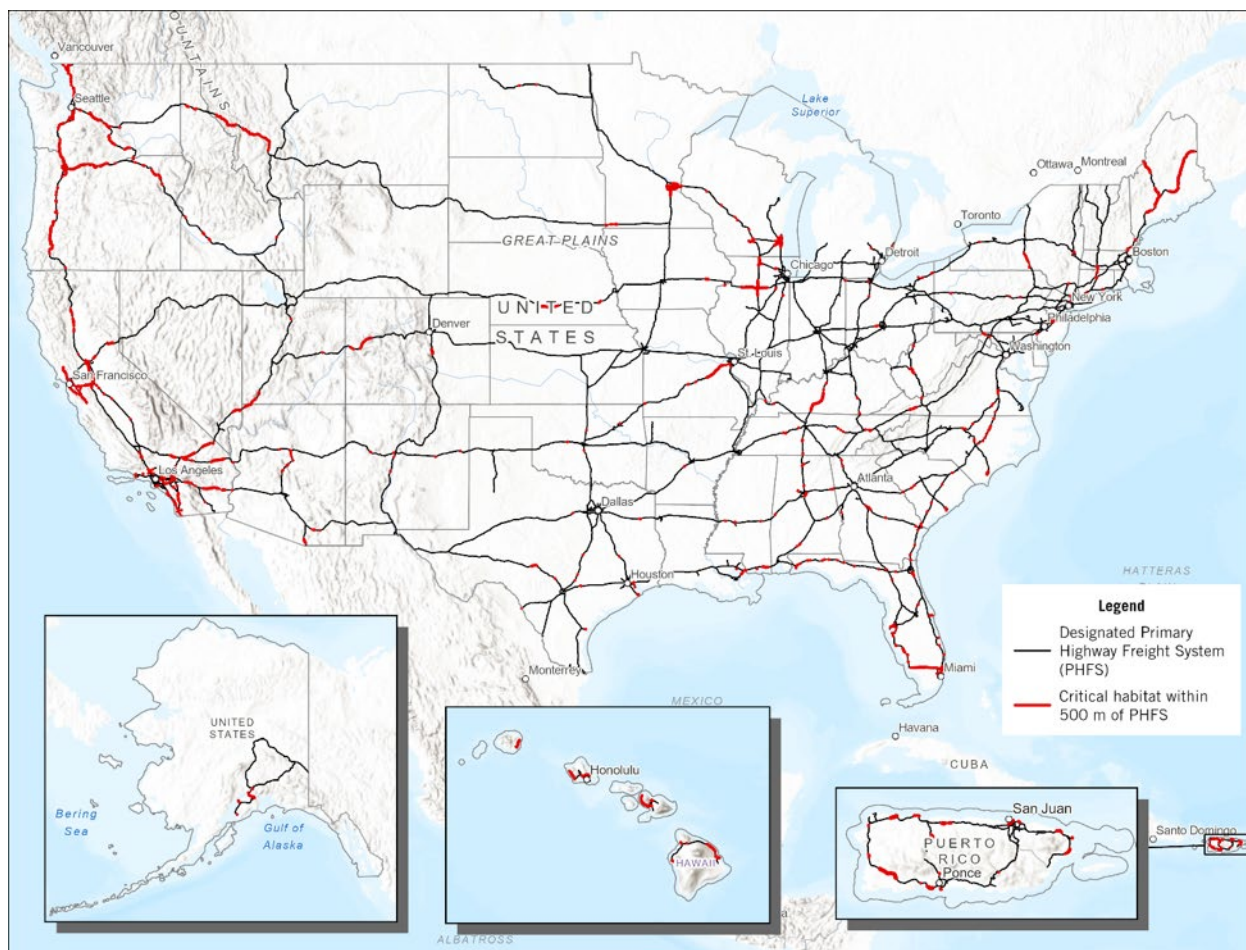 Vancouver
OUNTAINS
Seattle
Lake
Superior
Ottawa
Montreal
Toronto
GREAT PLAINS
Detroit
Boston
Chicago
New York
UNITED
STATES
Philadelphia
Denver
St. Louis
Washington
San Francisco
Los Angeles
Atlanta
Dallas
Houston
HATTERAS
Monterrey
Miami
MEXICO
Havana
CUBA
Santo Domingo
ALBATROSS
Legend
Designated Primary
Highway Freight System
(PHFS)
Critical habitat within
500 m of PHFS
UNITED
STATES
Bering
Sea
Gulf of
Alaska
Honolulu
HAWAII
San Juan
PUERTO
RICO
Ponce